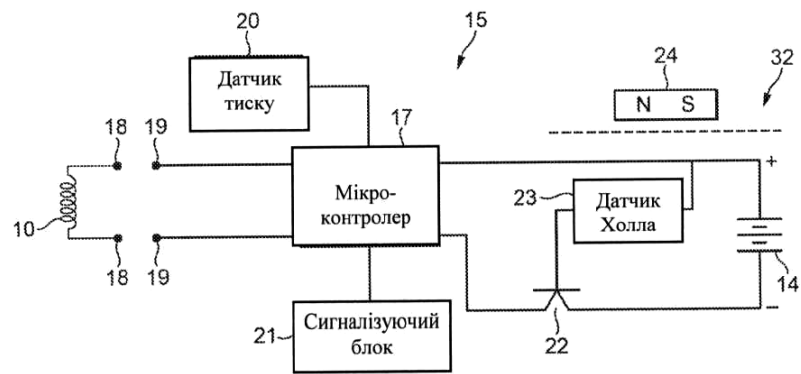 20
15
24
32
Датчик
тиску
N S
18
19
17
+
Мікро-
контролер
23
Датчик
Холла
10
14
18
19
21
Сигналізуючий
блок
22
−